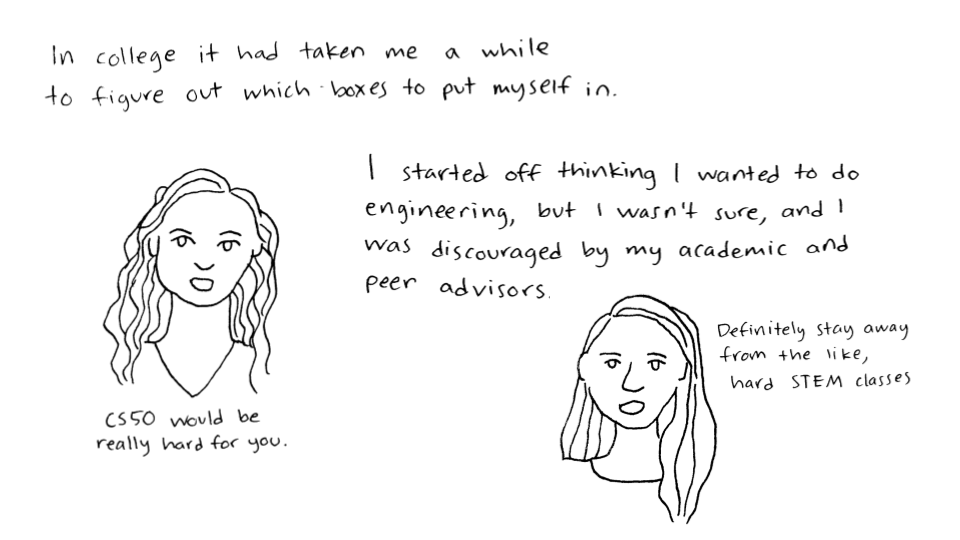 In college it had taken me a while
to figure out which boxes to put myself in.
I started off thinking I wanted to do
engineering, but I wasn't sure, and I
was discouraged by my academic and
peer advisors.
CS50 would be
really hard for you.
Definitely stay away
from the like,
hard STEM classes